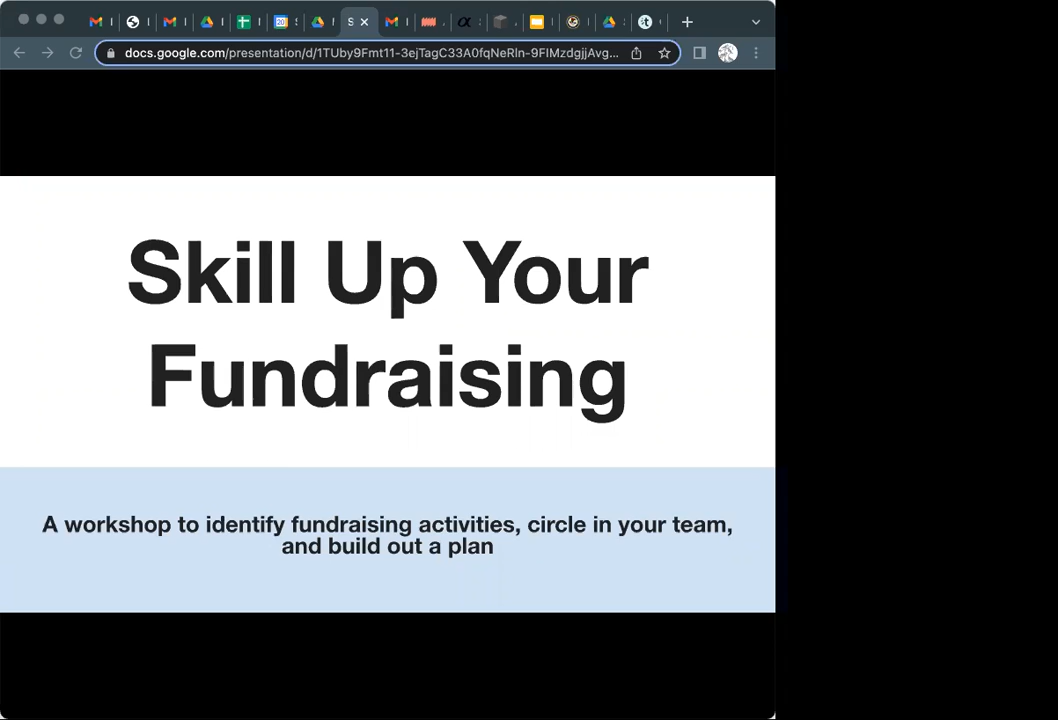 docs.google.com/presentation/d/1TUby9Fmt11-3ejTagC33A0fqNeRln-9FIMzdgjjAvg...
Skill Up Your
Fundraising
A workshop to identify fundraising activities, circle in your team,
and build out a plan